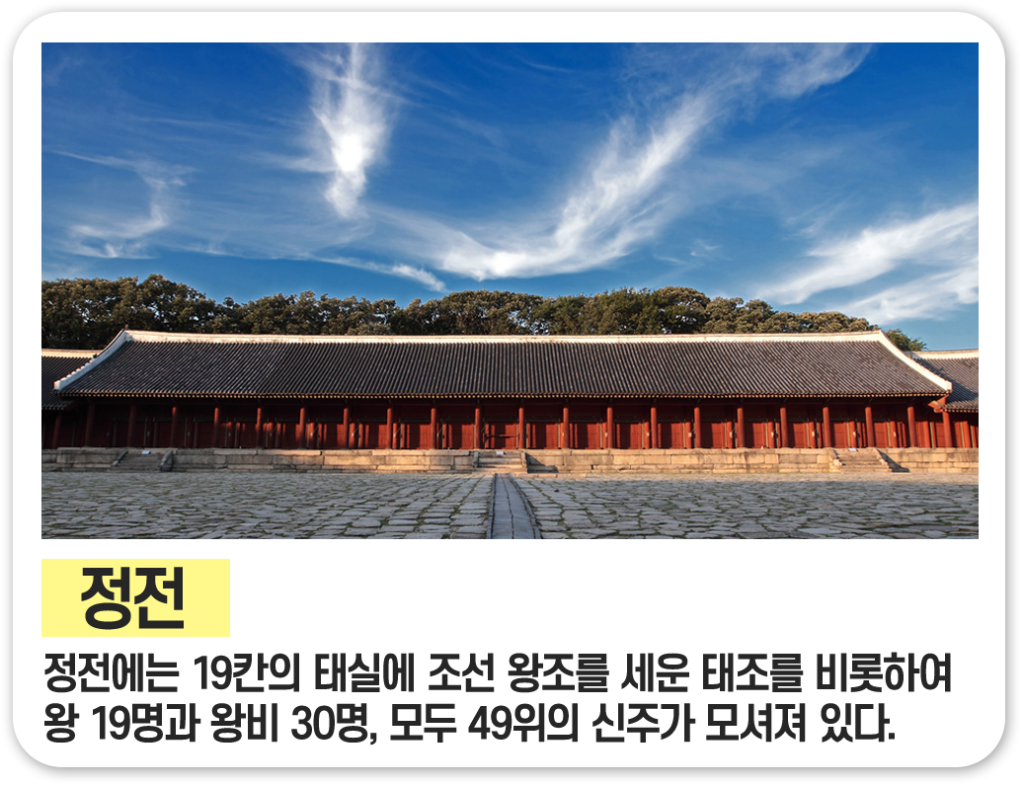 정전
정전에는 19칸의 태실에 조선 왕조를 세운 태조를 비롯하여
왕 19명과 왕비 30명, 모두 49위의 신주가 모셔져 있다.